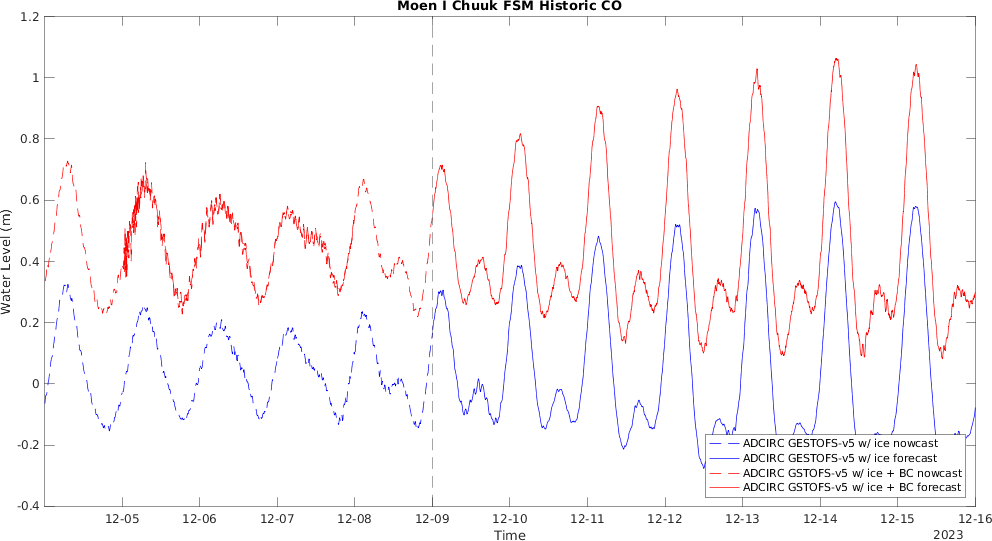 Moen I Chuuk FSM Historic CO
1.2
1
0.8
0.6
0.4
0.2
0
-0.2
-0.4
Water Level (m)
ADCIRC GESTOFS-v5 w/ ice nowcast
ADCIRC GESTOFS-v5 w/ ice forecast
ADCIRC GSTOFS-v5 w/ ice + BC nowcast
ADCIRC GSTOFS-v5 w/ ice + BC forecast
12-05 12-06 12-07 12-08 12-09 12-10 12-11 12-12 12-13 12-14 12-15 12-16
Time
2023